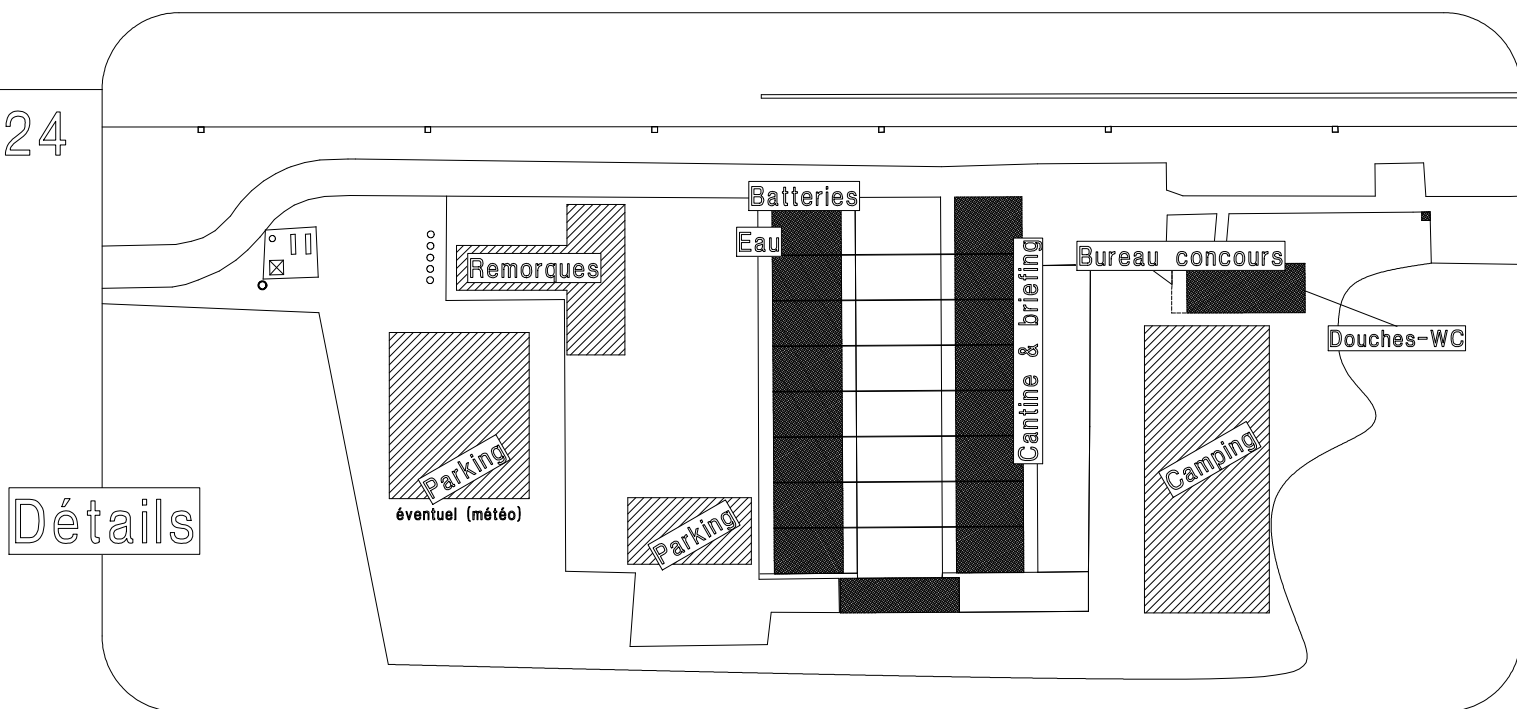 24
Batteries
Eau
Remorques
Cantine & briefing
Bureau concours
Douches-WC
Parking
éventuel (météo)
Parking
Camping
Détails